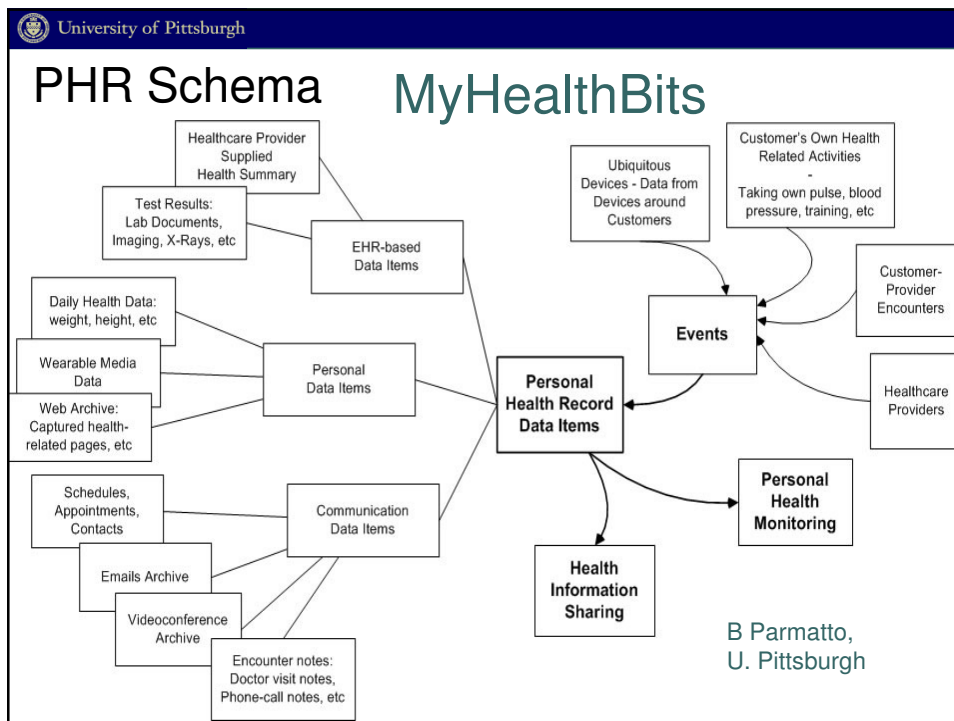 University of Pittsburgh
PHR Schema
MyHealthBits
Healthcare Provider
Supplied
Health Summary
Test Results:
Lab Documents,
Imaging, X-Rays, etc
EHR-based
Data Items
Daily Health Data:
weight, height, etc
Wearable Media
Data
Web Archive:
Captured health-
related pages, etc
Personal
Data Items
Schedules,
Appointments,
Contacts
Emails Archive
Videoconference
Archive
Encounter notes:
Doctor visit notes,
Phone-call notes, etc
Communication
Data Items
Personal
Health Record
Data Items
Ubiquitous
Devices - Data from
Devices around
Customers
Customer's Own Health
Related Activities
-
Taking own pulse, blood
pressure, training, etc
Events
Customer-
Provider
Encounters
Healthcare
Providers
Personal
Health
Monitoring
Health
Information
Sharing
B Parmatto,
U. Pittsburgh